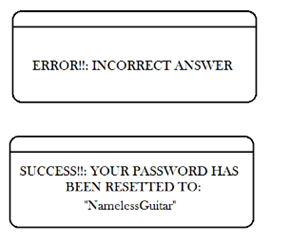 ERROR!!: INCORRECT ANSWER
SUCCESS!!: YOUR PASSWORD HAS
BEEN RESETTED TO:
"NamelessGuitar"